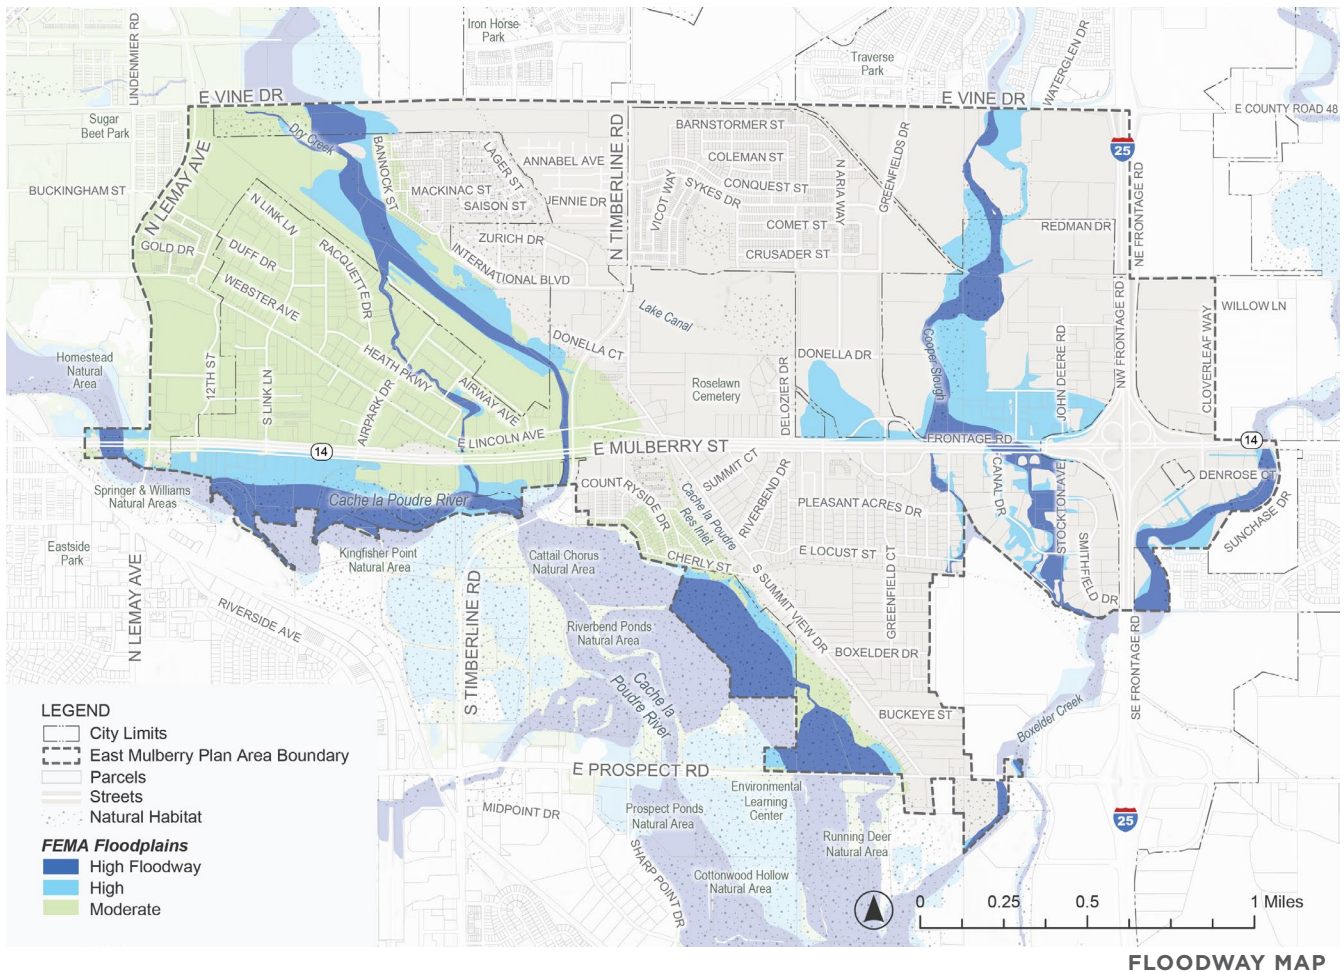 LINDENMIER RD
Iron Horse
Park
Traverse
Park
WATERGLEN DR
E VINE DR
E VINE DR
E COUNTY ROAD 48
Sugar
Beet Park
Dry Creek
BANNOCK ST
LAGER ST
ANNABEL AVE
N TIMBERLINE RD
BARNSTORMER ST
COLEMAN ST
CONQUEST ST
SYKES DR
VICOT WAY
COMET ST
CRUSADER ST
N ARIA WAY
GREENFIELDS DR
25
NE FRONTAGE RD
REDMAN DR
BUCKINGHAM ST
N LEMAY AVE
MACKINAC ST
SAISON ST
JENNIE DR
ZURICH DR
INTERNATIONAL BLVD
N LINK LN
GOLD DR
DUFF DR
RACQUETTE DR
WEBSTER AVE
Lake Canal
WILLOW LN
NW FRONTAGE RD
CLOVERLEAF WAY
JOHN DEERE RD
Cooper Slough
DONELLA CT
DONELLA DR
DELOZIER DR
Roselawn
Cemetery
Homestead
Natural
Area
12TH ST
S LINK LN
HEATH PKWY
AIRWAY AVE
AIRPARK DR
E LINCOLN AVE
14
E MULBERRY ST
FRONTAGE RD
14
Springer & Williams
Natural Areas
Cache la Poudre River
COUNTRYSIDE DR
SUMMIT CT
Cache la Poudre
Res Inlet
RIVERBEND DR
PLEASANT ACRES DR
CANAL DR
STOCKTON AVE
DENROSE CT
SUNCHASE DR
Eastside
Park
N LEMAY AVE
Kingfisher Point
Natural Area
Cattail Chorus
Natural Area
CHERLY ST
E LOCUST ST
SMITHFIELD DR
S SUMMIT VIEW DR
GREENFIELD CT
RIVERSIDE AVE
S TIMBERLINE RD
Riverbend Ponds
Natural Area
BOXELDER DR
SE FRONTAGE RD
Cache la
Poudre River
BUCKEYE ST
Boxelder Creek
E PROSPECT RD
MIDPOINT DR
Prospect Ponds
Natural Area
Environmental
Learning
Center
Running Deer
Natural Area
SHARP POINT DR
Cottonwood Hollow
Natural Area
25
LEGEND
City Limits
East Mulberry Plan Area Boundary
Parcels
Streets
Natural Habitat
FEMA Floodplains
High Floodway
High
Moderate
0 0.25 0.5 1 Miles
FLOODWAY MAP